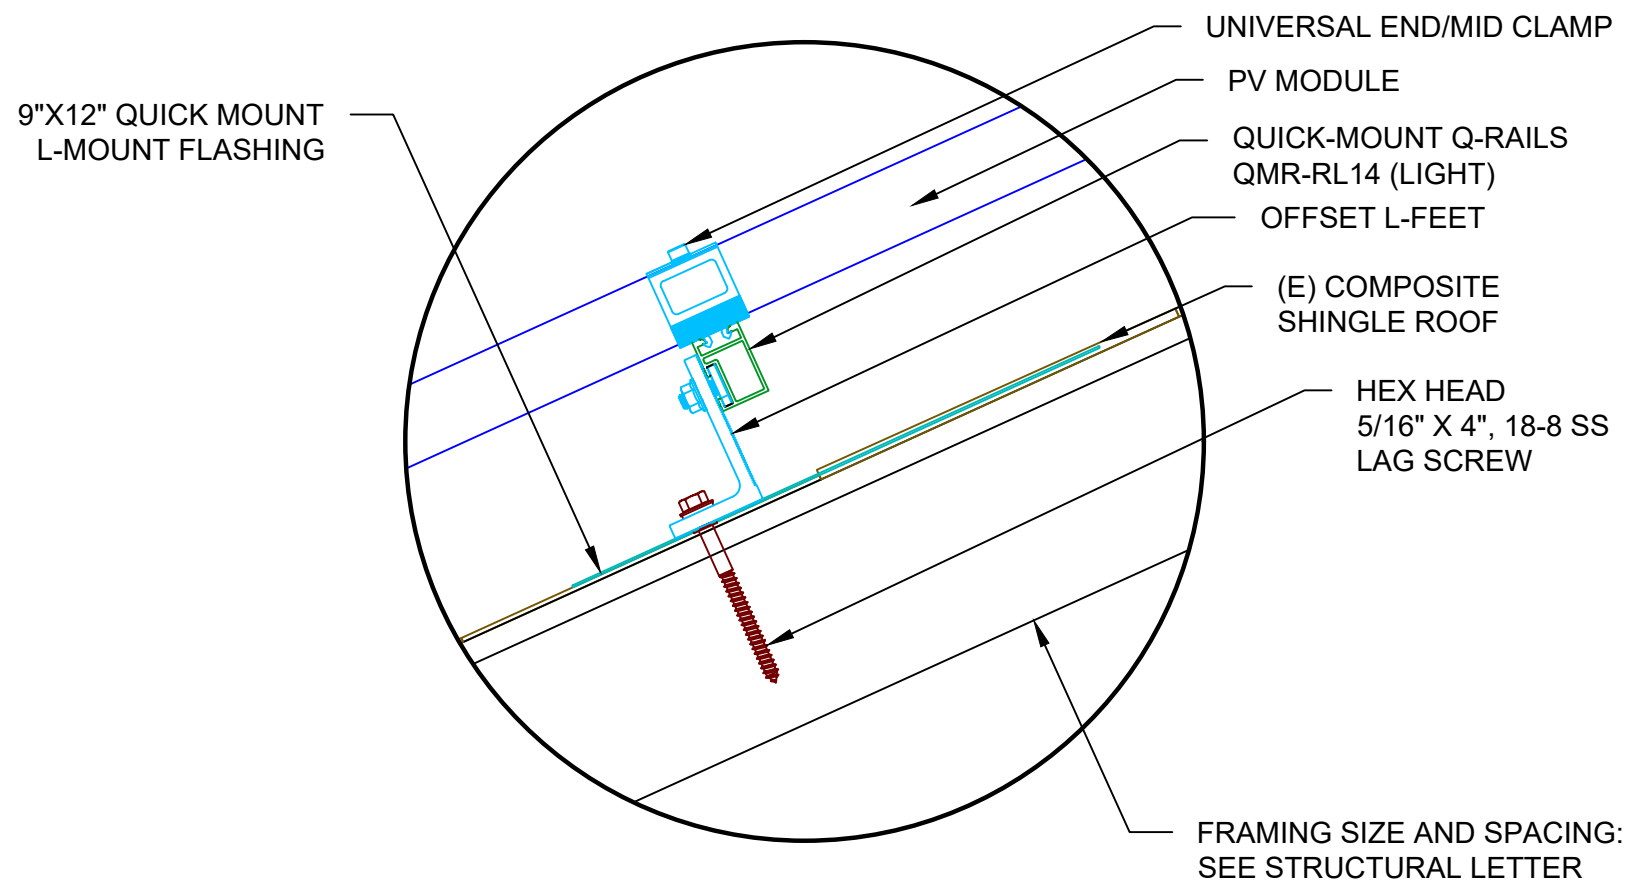 UNIVERSAL END/MID CLAMP
PV MODULE
9"X12" QUICK MOUNT
L-MOUNT FLASHING
QUICK-MOUNT Q-RAILS
QMR-RL14 (LIGHT)
OFFSET L-FEET
(E) COMPOSITE
SHINGLE ROOF
HEX HEAD
5/16" X 4", 18-8 SS
LAG SCREW
FRAMING SIZE AND SPACING:
SEE STRUCTURAL LETTER